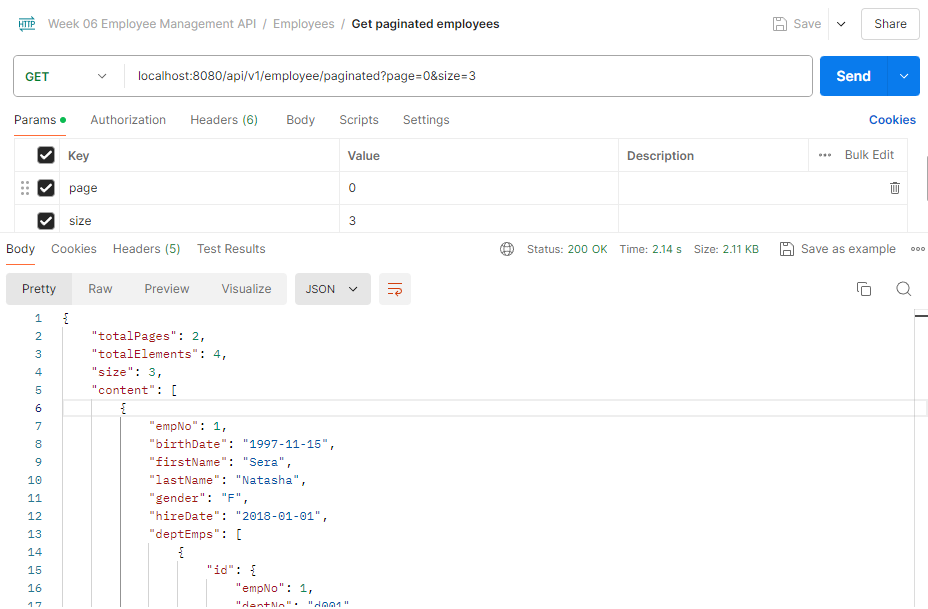 HTTP Week 06 Employee Management API / Employees / Get paginated employees Save Share
GET localhost:8080/api/v1/employee/paginated?page=0&size=3 Send
Params Authorization Headers (6) Body Scripts Settings Cookies
Key Value Description ••• Bulk Edit
page 0
size 3
Body Cookies Headers (5) Test Results Status: 200 OK Time: 2.14 s Size: 2.11 KB Save as example
Pretty Raw Preview Visualize JSON
1 {
2 "totalPages": 2,
3 "totalElements": 4,
4 "size": 3,
5 "content": [
6 {
7 "empNo": 1,
8 "birthDate": "1997-11-15",
9 "firstName": "Sera",
10 "lastName": "Natasha",
11 "gender": "F",
12 "hireDate": "2018-01-01",
13 "deptEmps": [
14 {
15 "id": {
16 "empNo": 1,
17 "deptNo": "d001"